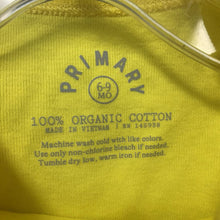 PRIMARY
6-9
MO
100% ORGANIC COTTON
MADE IN VIETNAM | RN 146938
Machine wash cold with like colors.
Use only non-chlorine bleach if needed.
Tumble dry low, warm iron if needed.